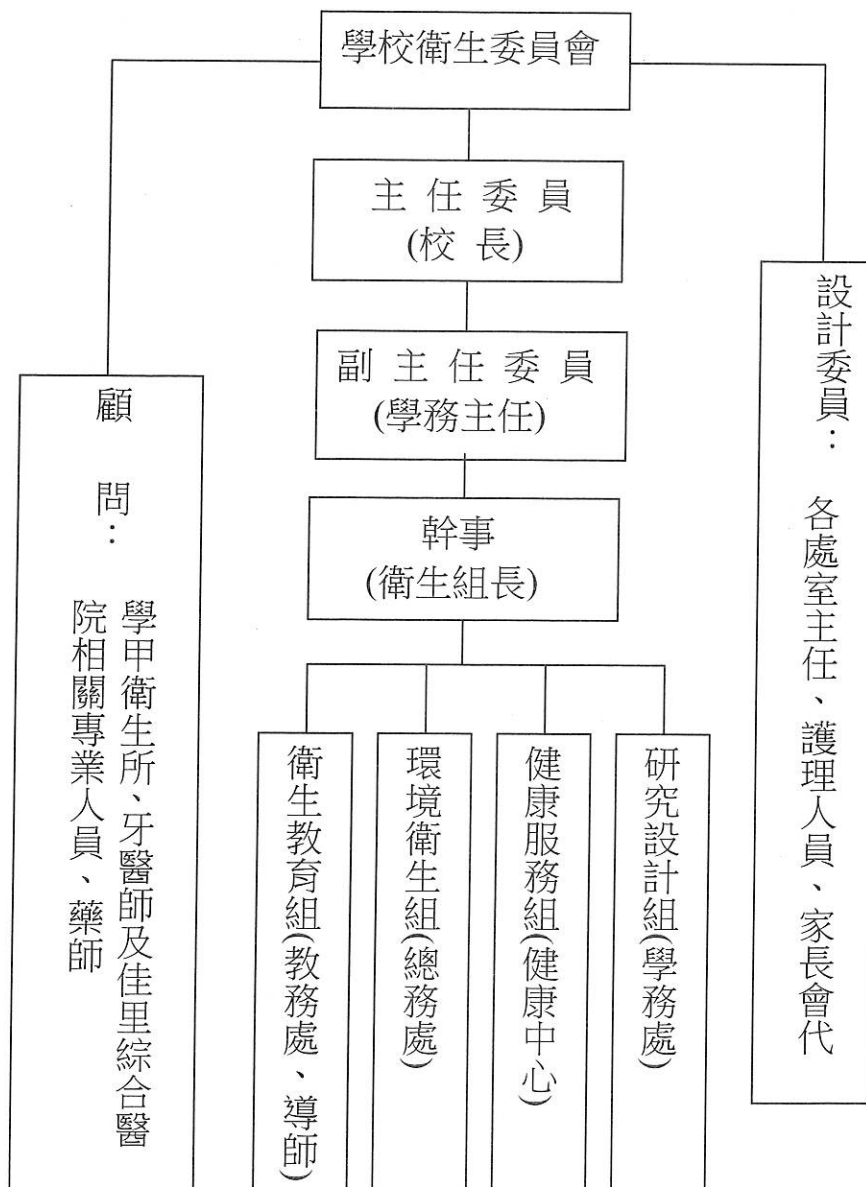 學校衛生委員會
主 任 委 員
(校 長)
副 主 任 委 員
(學務主任)
幹事
(衛生組長)
設計委員： 各處室主任、護理人員、家長會代
研究設計組(學務處)
健康服務組(健康中心)
環境衛生組(總務處)
衛生教育組(教務處、導師)
顧 問： 學甲衛生所、牙醫師及佳里綜合醫
院相關專業人員、藥師